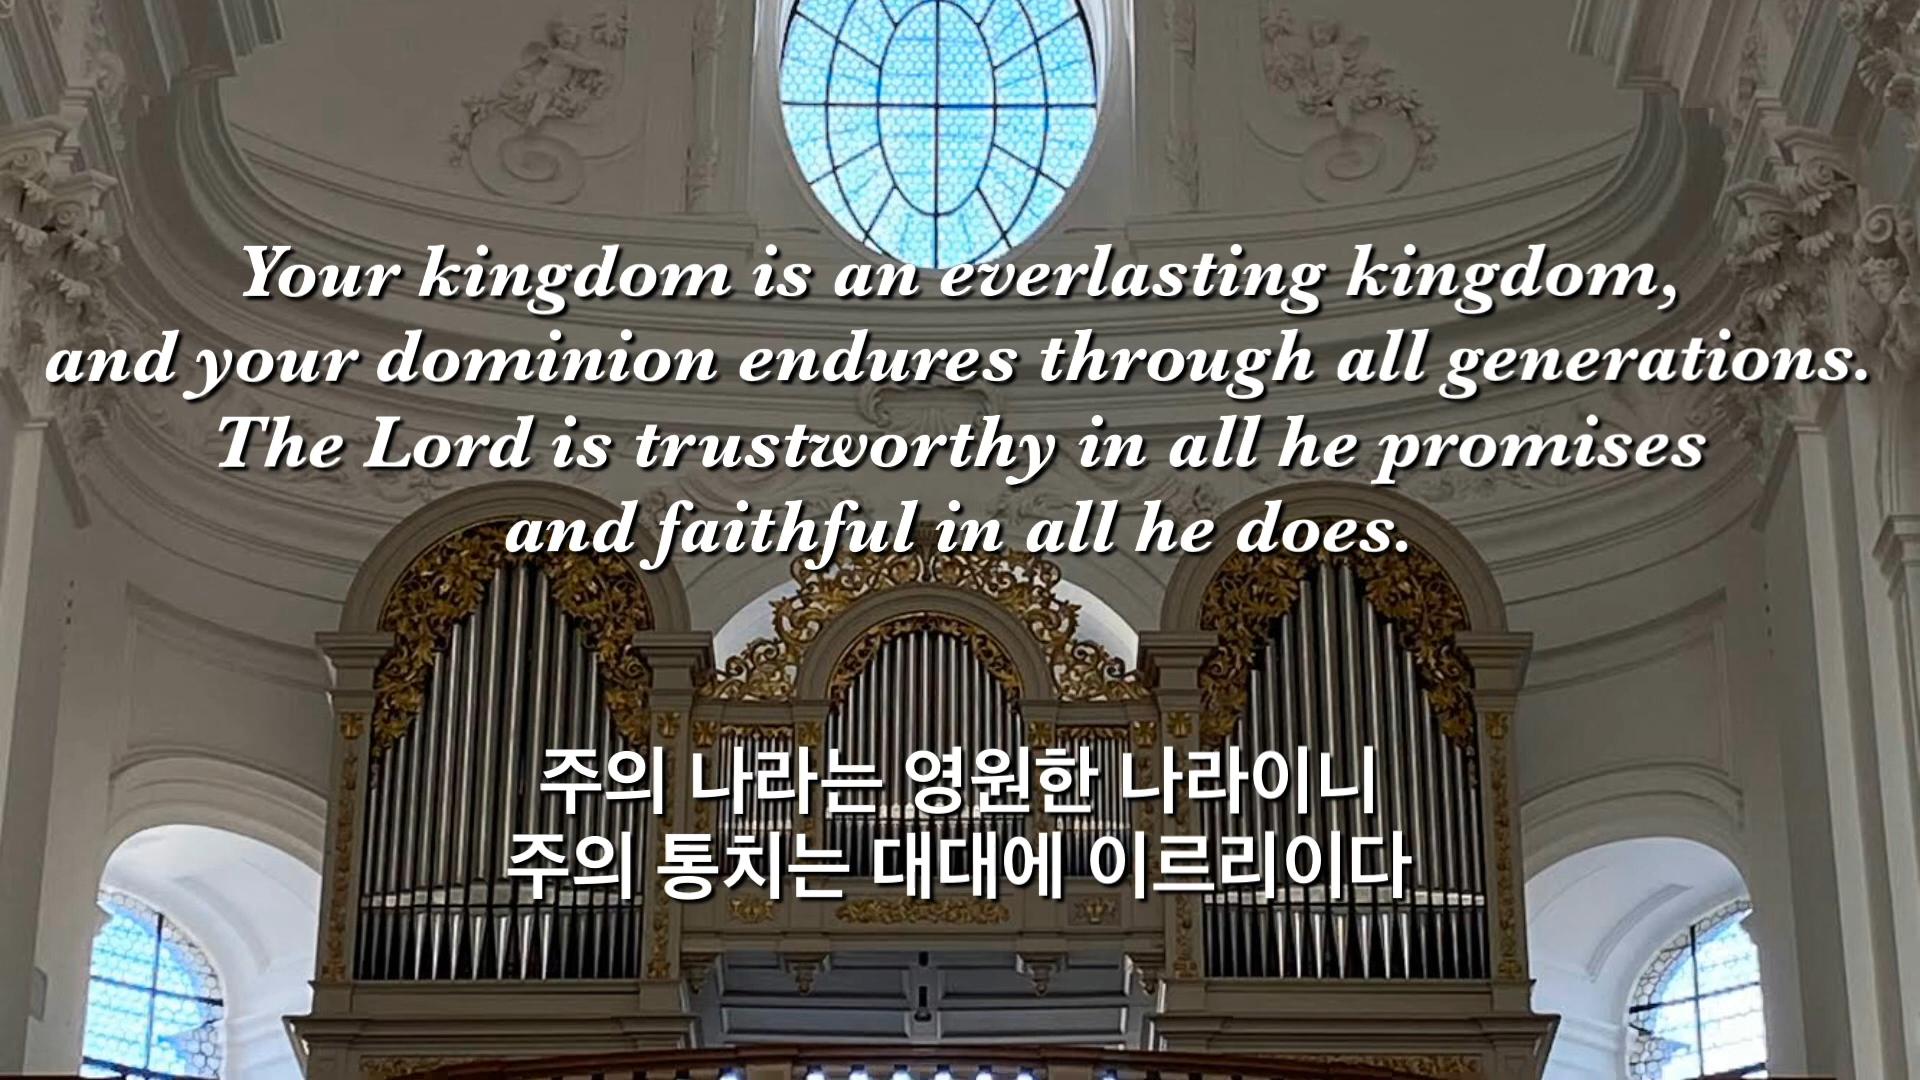 Your kingdom is an everlasting kingdom,
and your dominion endures through all generations.
The Lord is trustworthy in all he promises
and faithful in all he does.
주의 나라는 영원한 나라이니
주의 통치는 대대에 이르리이다